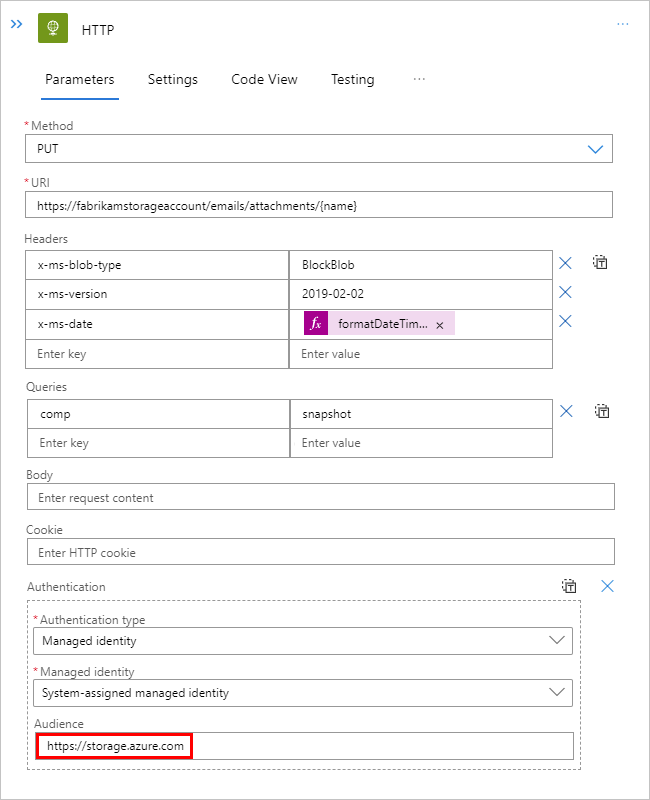 HTTP
Parameters Settings Code View Testing ...
* Method
PUT
* URI
https://fabrikamstorageaccount/emails/attachments/{name}
Headers
x-ms-blob-type BlockBlob
x-ms-version 2019-02-02
x-ms-date fx formatDateTim... ×
Enter key Enter value
Queries
comp snapshot
Enter key Enter value
Body
Enter request content
Cookie
Enter HTTP cookie
Authentication
* Authentication type
Managed identity
* Managed identity
System-assigned managed identity
Audience
https://storage.azure.com